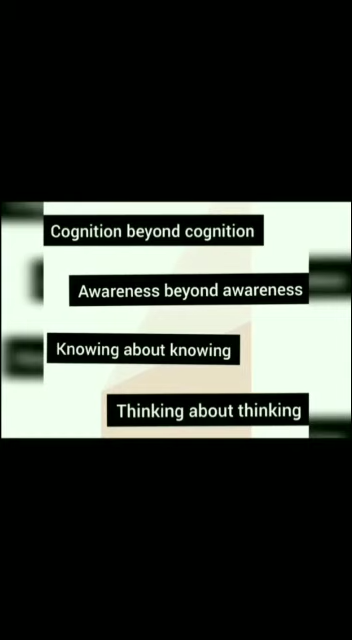 Cognition beyond cognition
Awareness beyond awareness
Knowing about knowing
Thinking about thinking